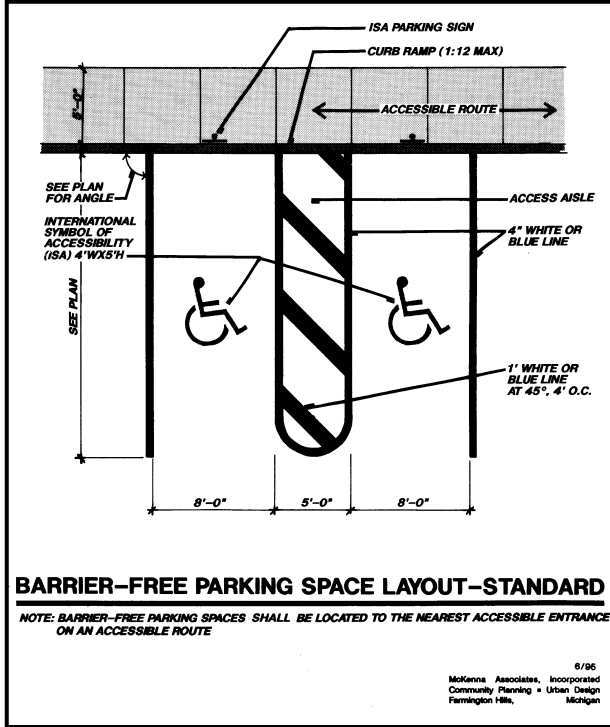 ISA PARKING SIGN
CURB RAMP (1:12 MAX)
ACCESSIBLE ROUTE
5'-0"
SEE PLAN
FOR ANGLE
ACCESS AISLE
INTERNATIONAL
SYMBOL OF
ACCESSIBILITY
(ISA) 4'WX5'H
4" WHITE OR
BLUE LINE
SEE PLAN
1' WHITE OR
BLUE LINE
AT 45°, 4' O.C.
8'-0"
5'-0"
8'-0"
BARRIER-FREE PARKING SPACE LAYOUT-STANDARD
NOTE: BARRIER-FREE PARKING SPACES SHALL BE LOCATED TO THE NEAREST ACCESSIBLE ENTRANCE
ON AN ACCESSIBLE ROUTE
6/95
McKenna Associates, Incorporated
Community Planning • Urban Design
Farmington Hills, Michigan